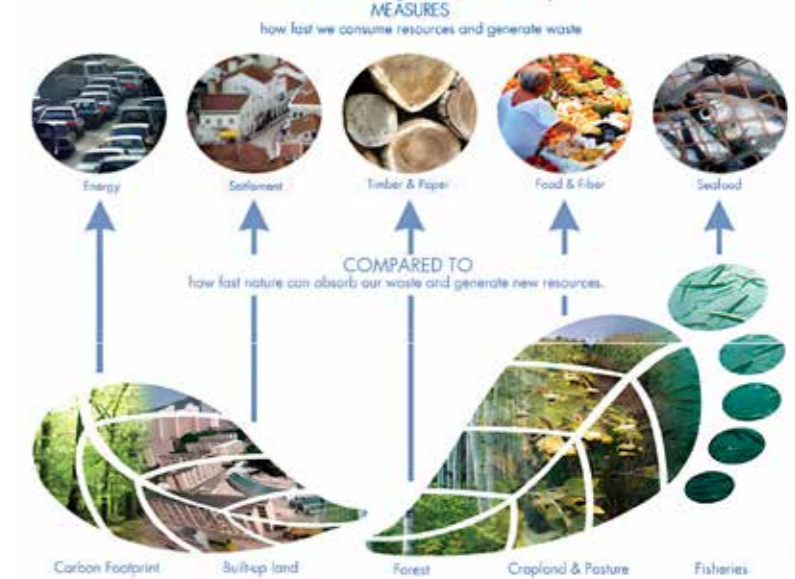 MEASURES
how fast we consume resources and generate waste
Energy
Settlement
Timber & Paper
Food & Fiber
Seafood
COMPARED TO
how fast nature can absorb our waste and generate new resources.
Carbon Footprint
Built-up land
Forest
Cropland & Pasture
Fisheries